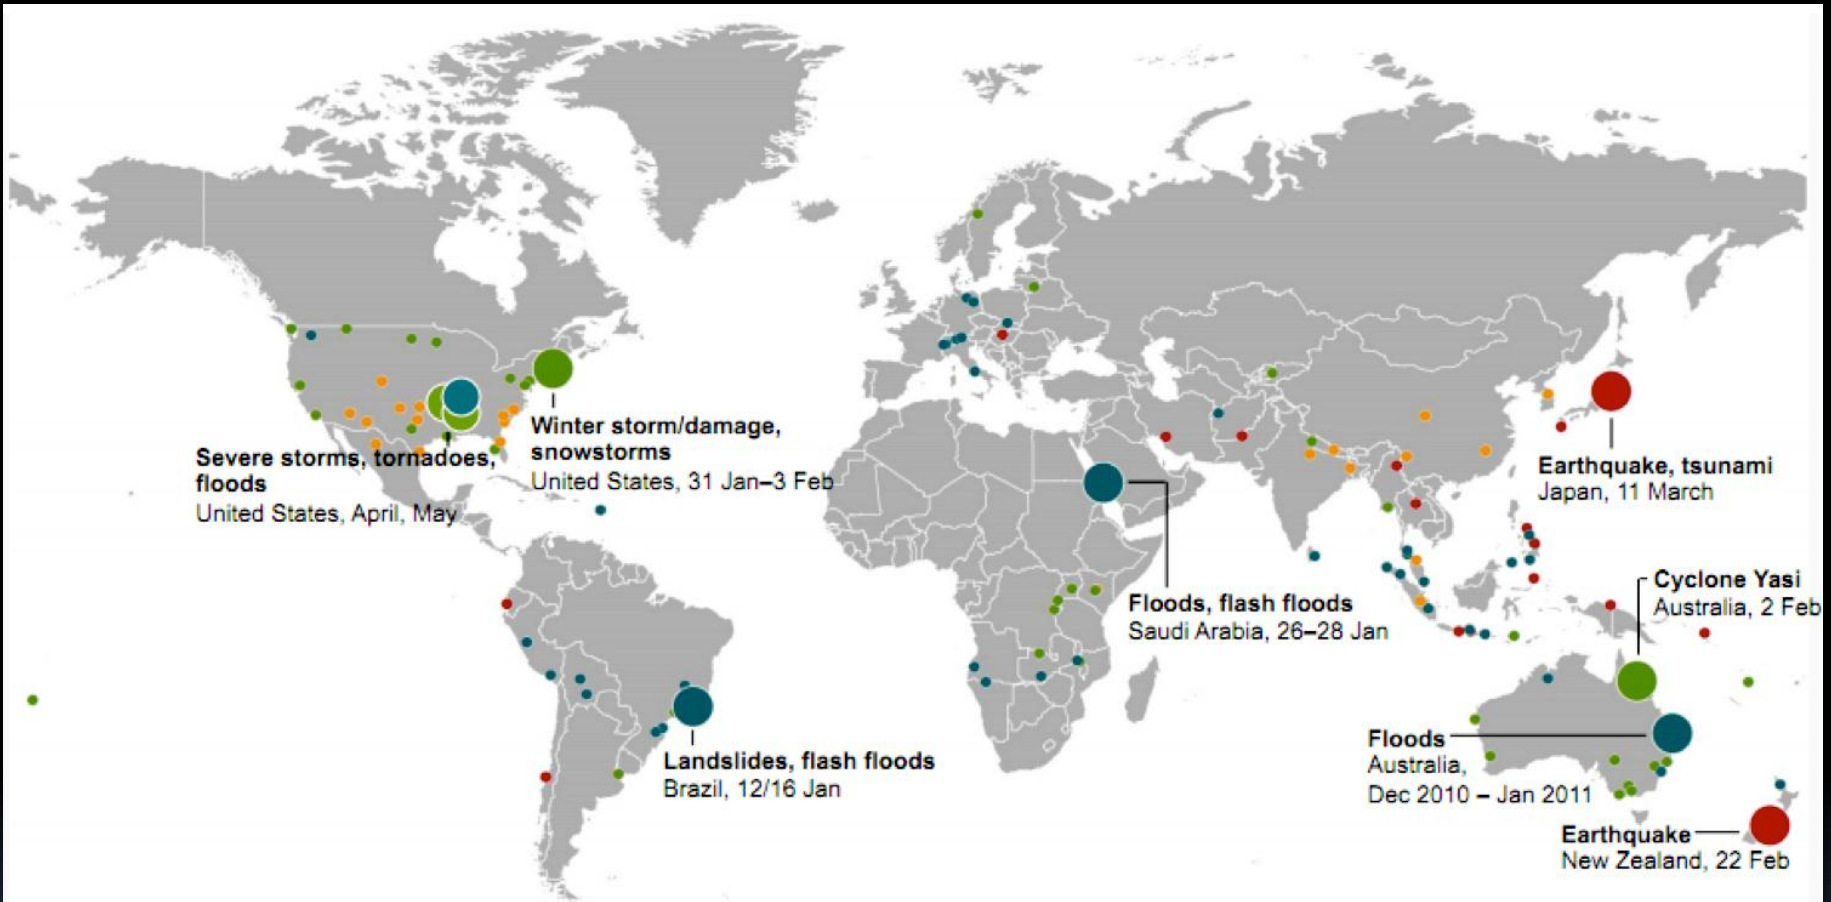 Severe storms, tornadoes,
floods
United States, April, May
Winter storm/damage,
snowstorms
United States, 31 Jan–3 Feb
Landslides, flash floods
Brazil, 12/16 Jan
Floods, flash floods
Saudi Arabia, 26–28 Jan
Earthquake, tsunami
Japan, 11 March
Cyclone Yasi
Australia, 2 Feb
Floods
Australia,
Dec 2010 – Jan 2011
Earthquake
New Zealand, 22 Feb